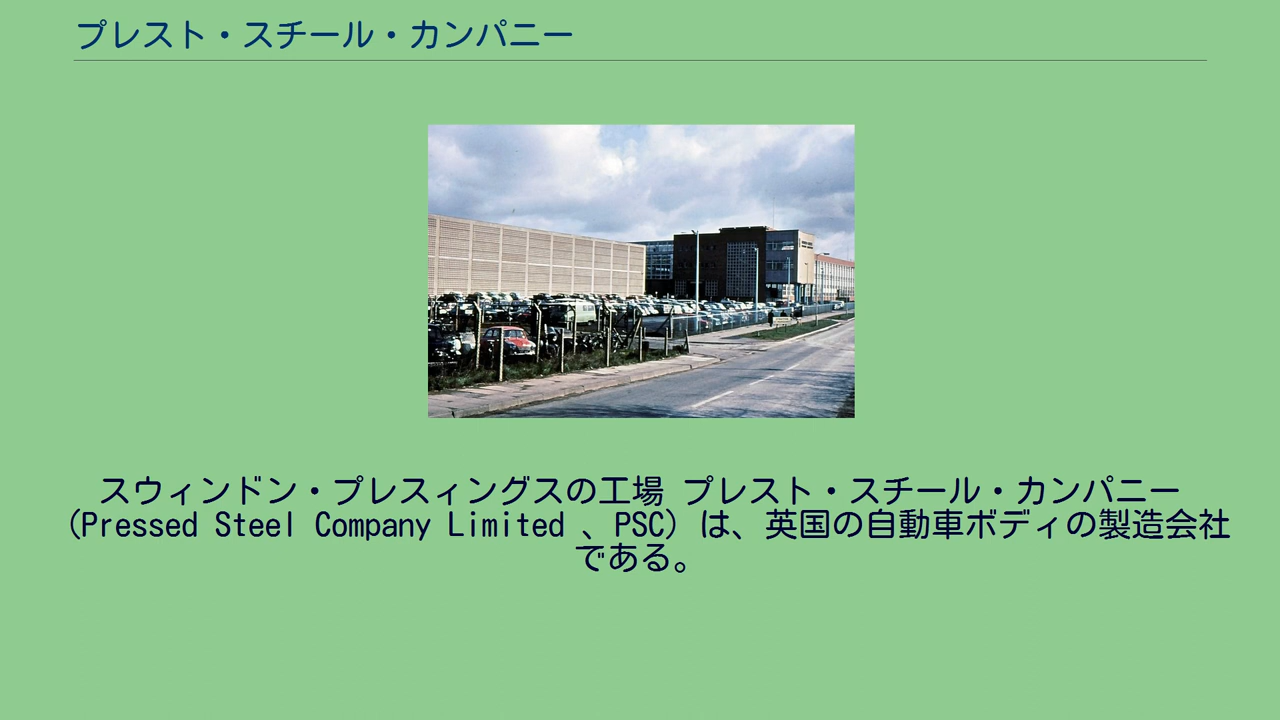 プレスト・スチール・カンパニー
スウィンドン・プレスィングスの工場 プレスト・スチール・カンパニー
(Pressed Steel Company Limited 、PSC) は、英国の自動車ボディの製造会社
である。